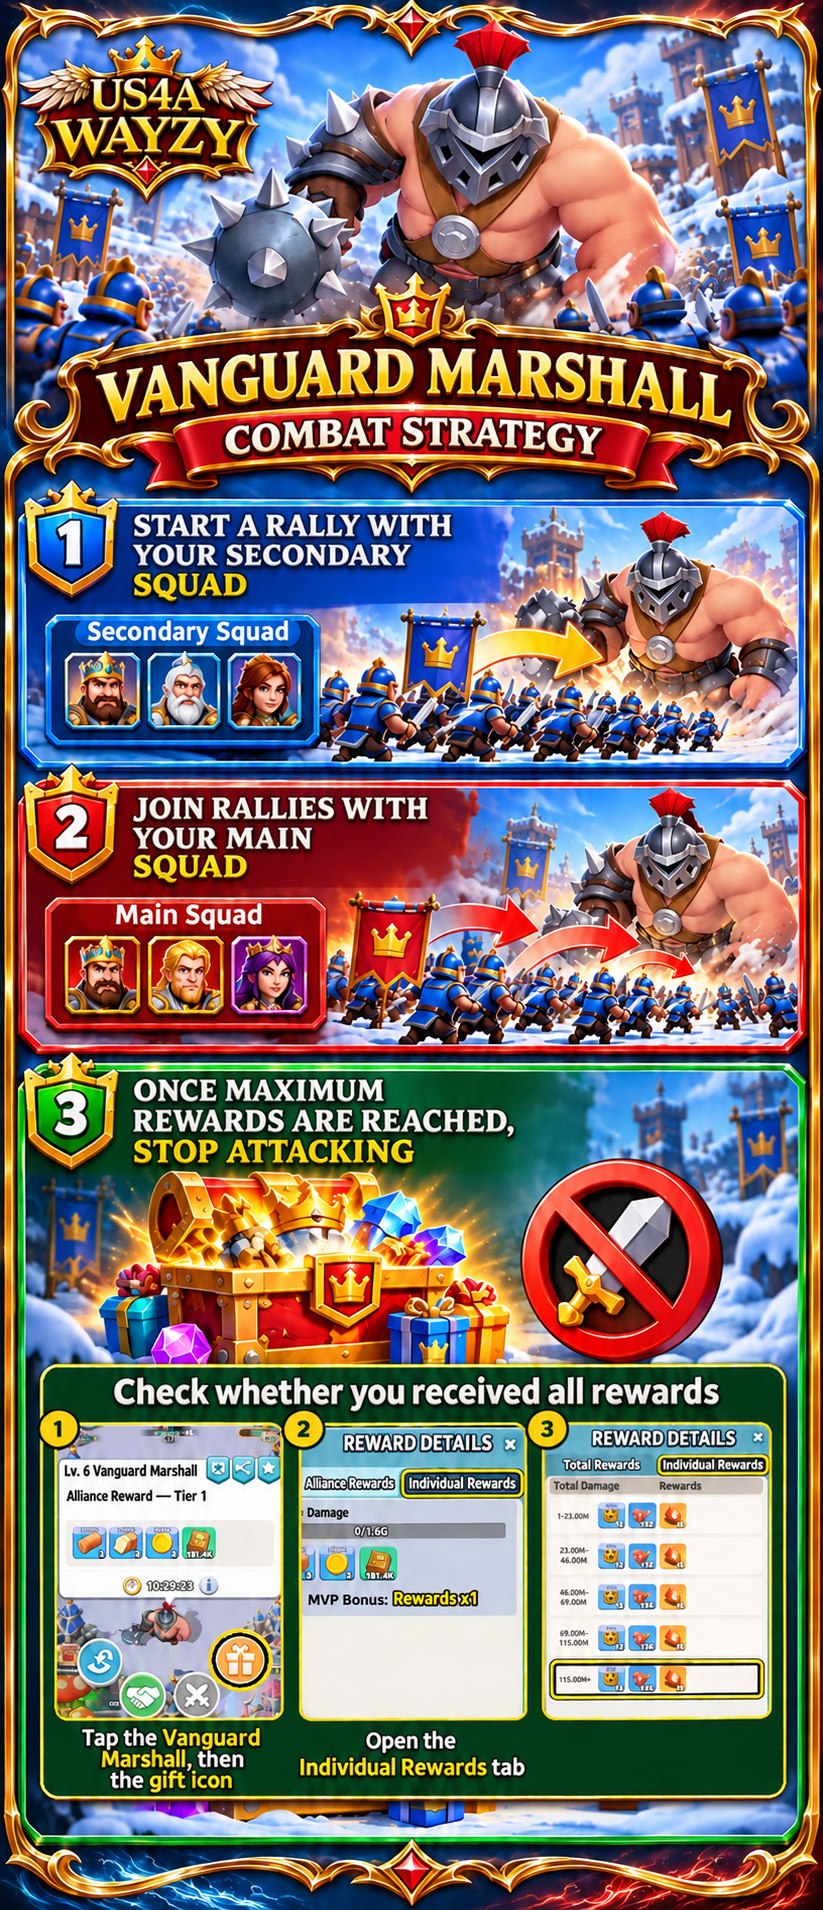 US4A
WAYZY
VANGUARD MARSHALL
COMBAT STRATEGY
1
START A RALLY WITH
YOUR SECONDARY
SQUAD
Secondary Squad
2
JOIN RALLIES WITH
YOUR MAIN
SQUAD
Main Squad
3
ONCE MAXIMUM
REWARDS ARE REACHED,
STOP ATTACKING
Check whether you received all rewards
1
Lv. 6 Vanguard Marshall
Alliance Reward — Tier 1
181.4K
10:29:23
Tap the Vanguard
Marshall, then
the gift icon
2
REWARD DETAILS ×
Alliance Rewards Individual Rewards
Damage
0/1.6G
181.4K
MVP Bonus: Rewards x1
Open the
Individual Rewards tab
3
REWARD DETAILS ×
Total Rewards Individual Rewards
Total Damage Rewards
1-23.00M
23.00M-
46.00M
46.00M-
69.00M
69.00M-
115.00M
115.00M+